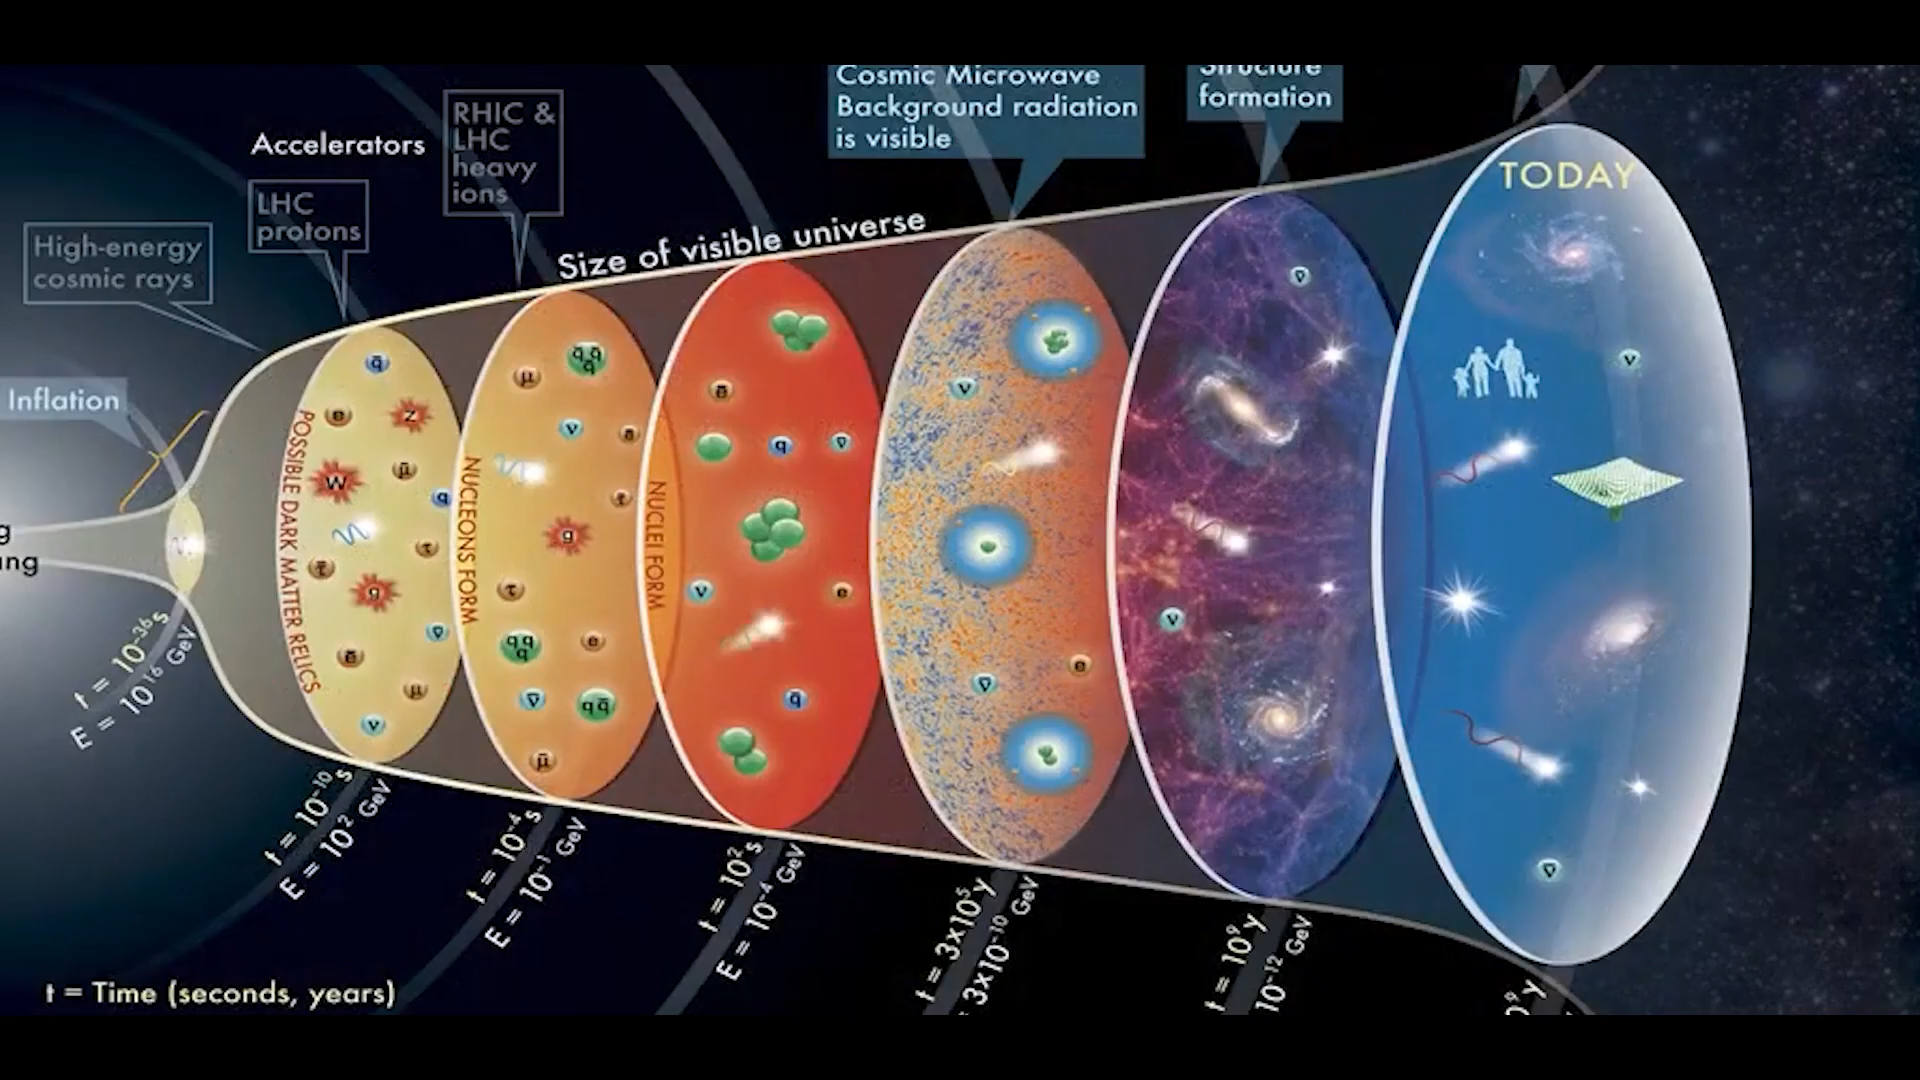 Cosmic Microwave
Background radiation
is visible
Structure
formation
RHIC &
LHC
heavy
ions
Accelerators
LHC
protons
High-energy
cosmic rays
Size of visible universe
TODAY
Inflation
POSSIBLE DARK MATTER RELICS
NUCLEONS FORM
NUCLEI FORM
t = 10⁻³⁶s
E = 10¹⁶ GeV
t = 10⁻¹⁰ s
E = 10² GeV
t = 10⁻⁴ s
E = 10⁻¹ GeV
t = 10² s
E = 10⁻⁴ GeV
t = 3x10⁵ y
3x10⁻¹⁰ GeV
t = 10⁹ y
10⁻¹² GeV
t = Time (seconds, years)